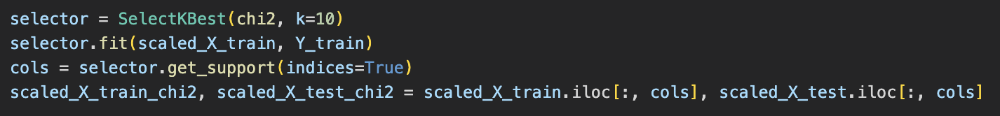 selector = SelectKBest(chi2, k=10)
selector.fit(scaled_X_train, Y_train)
cols = selector.get_support(indices=True)
scaled_X_train_chi2, scaled_X_test_chi2 = scaled_X_train.iloc[:, cols], scaled_X_test.iloc[:, cols]